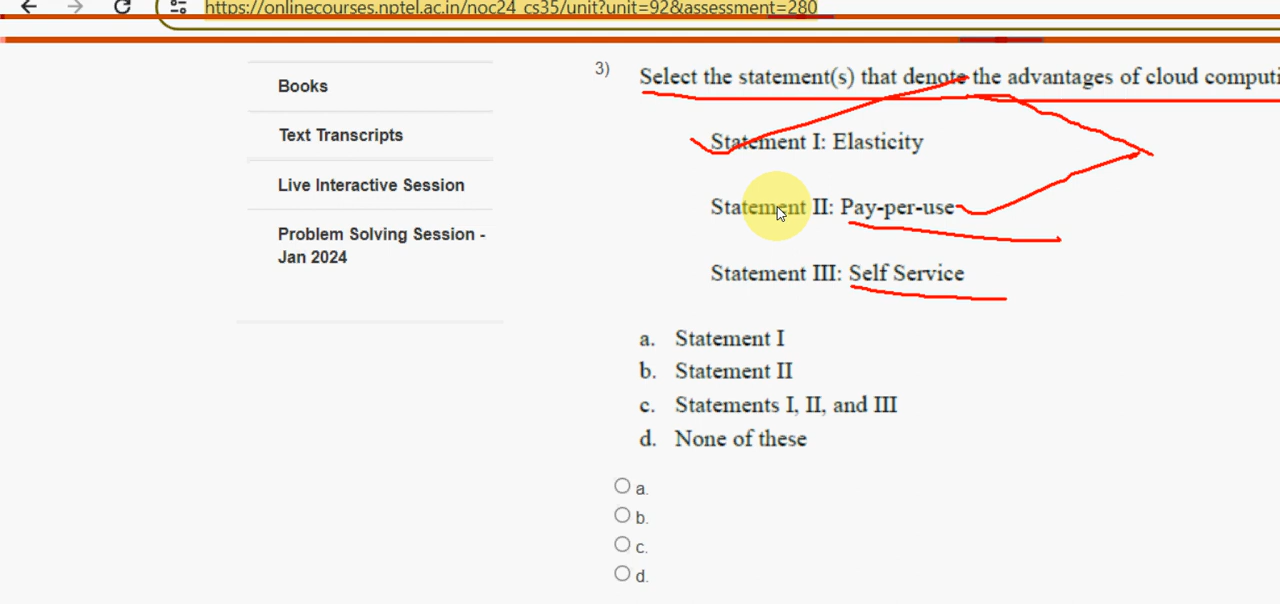 https://onlinecourses.nptel.ac.in/noc24_cs35/unit?unit=92&assessment=280
Books
Text Transcripts
Live Interactive Session
Problem Solving Session -
Jan 2024
3) Select the statement(s) that denote the advantages of cloud computi
Statement I: Elasticity
Statement II: Pay-per-use
Statement III: Self Service
a. Statement I
b. Statement II
c. Statements I, II, and III
d. None of these
a.
b.
c.
d.